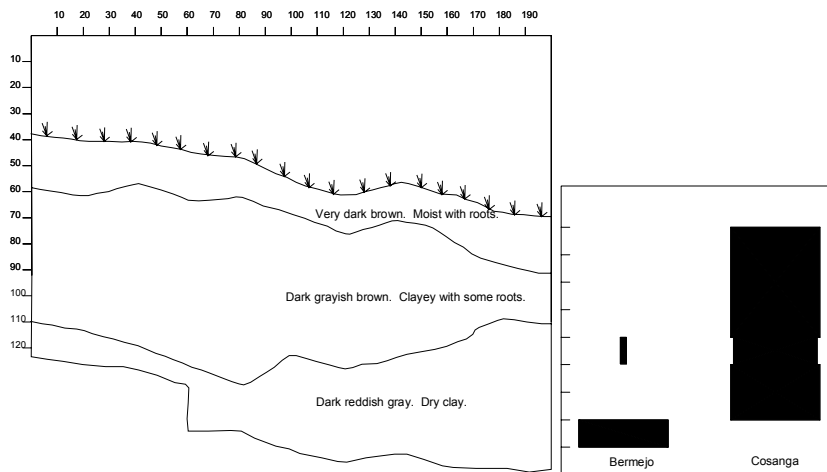 10 20 30 40 50 60 70 80 90 100 110 120 130 140 150 160 170 180 190
10
20
30
40
50
60
70
80
90
100
110
120
Very dark brown. Moist with roots.
Dark grayish brown. Clayey with some roots.
Dark reddish gray. Dry clay.
Bermejo Cosanga